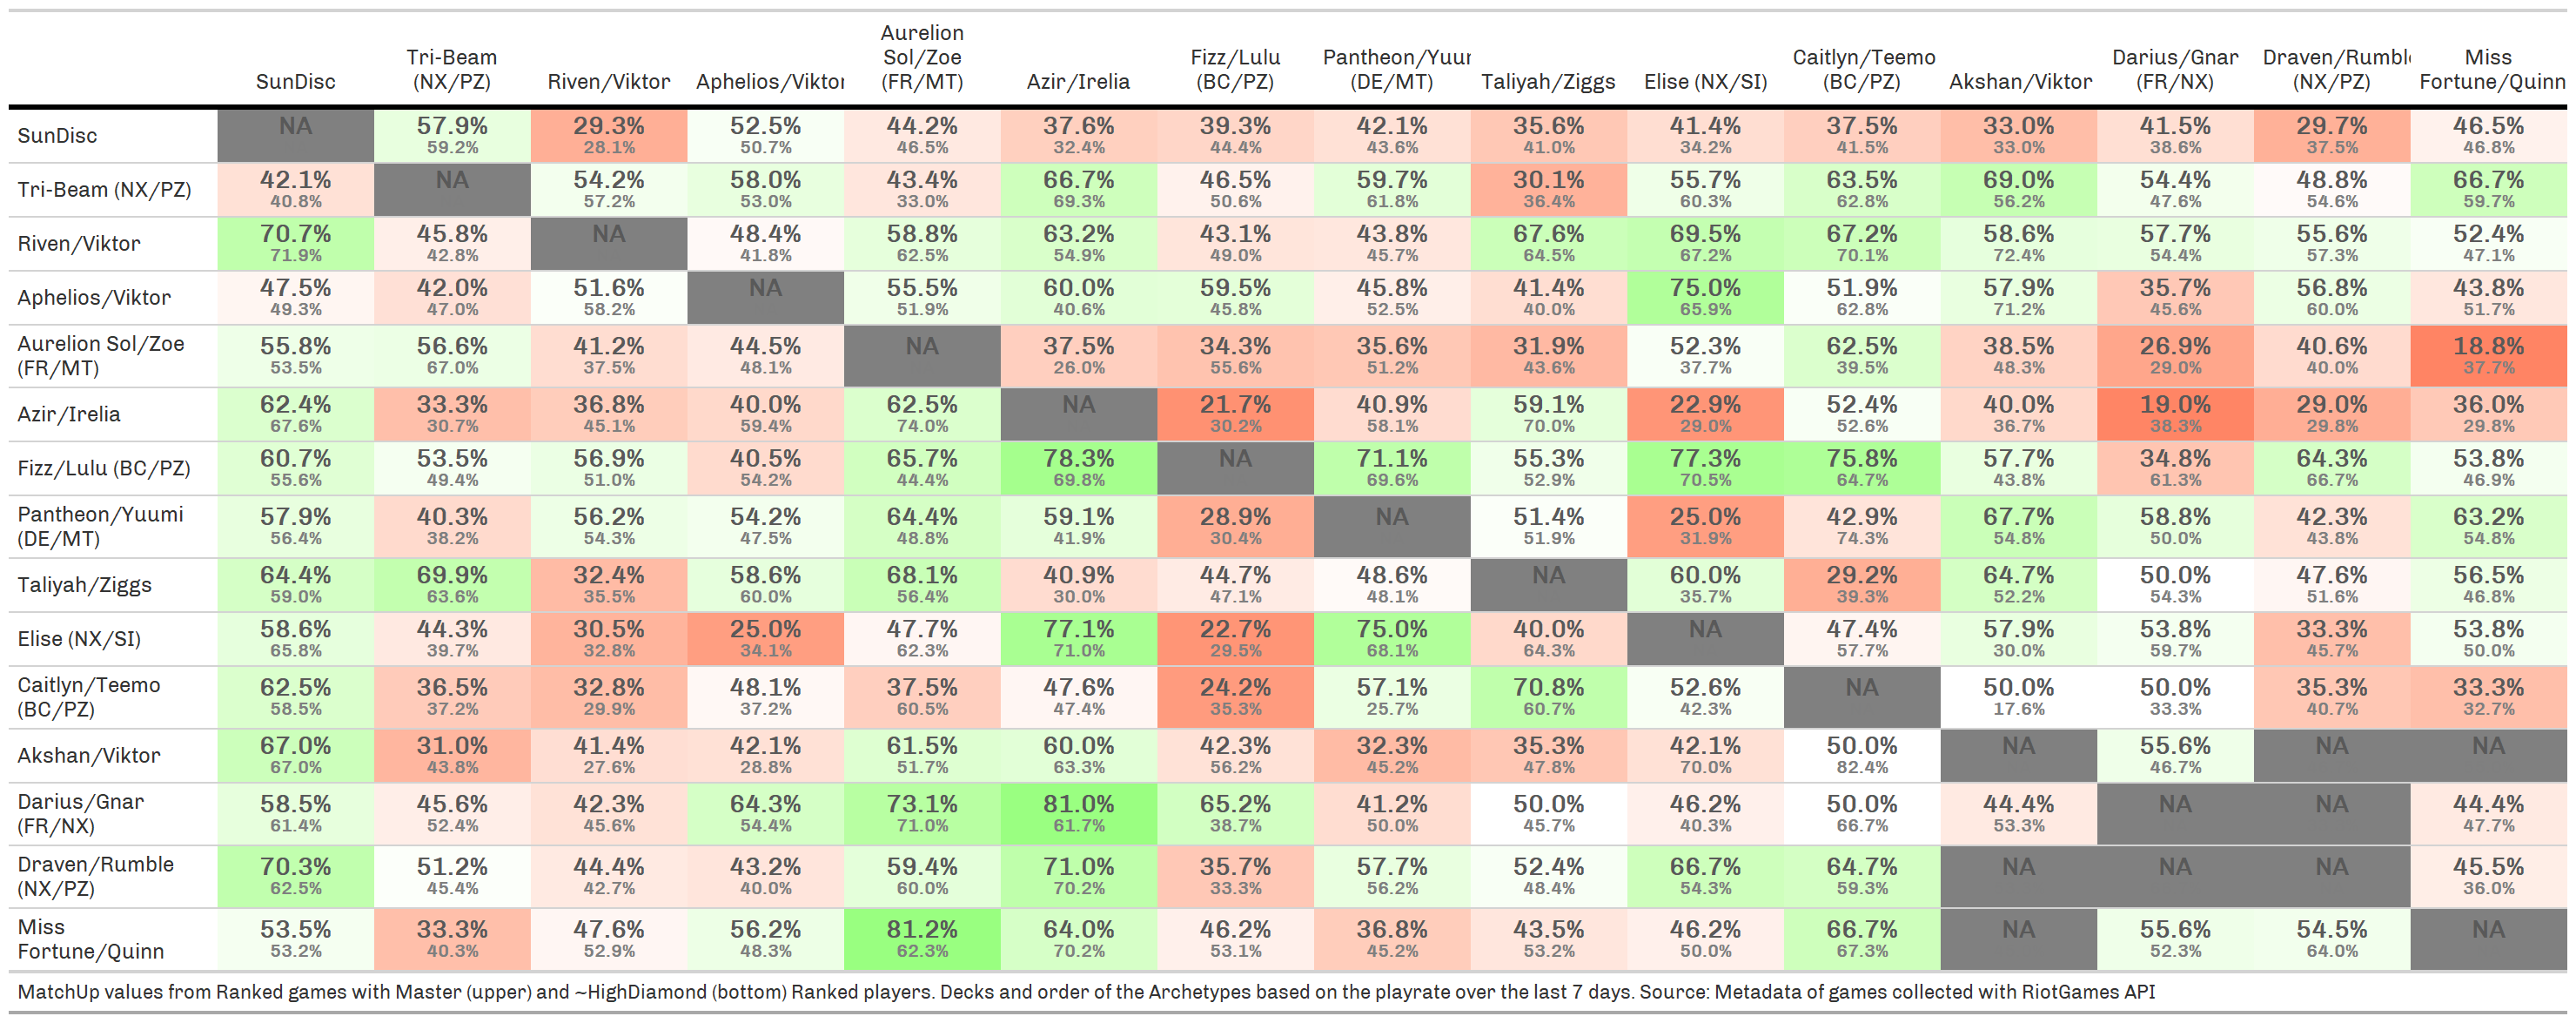 SunDisc Tri-Beam (NX/PZ) Riven/Viktor Aphelios/Viktor Aurelion Sol/Zoe (FR/MT) Azir/Irelia Fizz/Lulu (BC/PZ) Pantheon/Yuur (DE/MT) Taliyah/Ziggs Elise (NX/SI) Caitlyn/Teemo (BC/PZ) Akshan/Viktor Darius/Gnar (FR/NX) Draven/Rumbl (NX/PZ) Miss Fortune/Quinn
SunDisc NA 57.9% 29.3% 52.5% 44.2% 37.6% 39.3% 42.1% 35.6% 41.4% 37.5% 33.0% 41.5% 29.7% 46.5%
59.2% 28.1% 50.7% 46.5% 32.4% 44.4% 43.6% 41.0% 34.2% 41.5% 33.0% 38.6% 37.5% 46.8%
Tri-Beam (NX/PZ) 42.1% NA 54.2% 58.0% 43.4% 66.7% 46.5% 59.7% 30.1% 55.7% 63.5% 69.0% 54.4% 48.8% 66.7%
40.8% 57.2% 53.0% 33.0% 69.3% 50.6% 61.8% 36.4% 60.3% 62.8% 56.2% 47.6% 54.6% 59.7%
Riven/Viktor 70.7% 45.8% NA 48.4% 58.8% 63.2% 43.1% 43.8% 67.6% 69.5% 67.2% 58.6% 57.7% 55.6% 52.4%
71.9% 42.8% 41.8% 62.5% 54.9% 49.0% 45.7% 64.5% 67.2% 70.1% 72.4% 54.4% 57.3% 47.1%
Aphelios/Viktor 47.5% 42.0% 51.6% NA 55.5% 60.0% 59.5% 45.8% 41.4% 75.0% 51.9% 57.9% 35.7% 56.8% 43.8%
49.3% 47.0% 58.2% 51.9% 40.6% 45.8% 52.5% 40.0% 65.9% 62.8% 71.2% 45.6% 60.0% 51.7%
Aurelion Sol/Zoe 55.8% 56.6% 41.2% 44.5% NA 37.5% 34.3% 35.6% 31.9% 52.3% 62.5% 38.5% 26.9% 40.6% 18.8%
(FR/MT) 53.5% 67.0% 37.5% 48.1% 26.0% 55.6% 51.2% 43.6% 37.7% 39.5% 48.3% 29.0% 40.0% 37.7%
Azir/Irelia 62.4% 33.3% 36.8% 40.0% 62.5% NA 21.7% 40.9% 59.1% 22.9% 52.4% 40.0% 19.0% 29.0% 36.0%
67.6% 30.7% 45.1% 59.4% 74.0% 30.2% 58.1% 70.0% 29.0% 52.6% 36.7% 38.3% 29.8% 29.8%
Fizz/Lulu (BC/PZ) 60.7% 53.5% 56.9% 40.5% 65.7% 78.3% NA 71.1% 55.3% 77.3% 75.8% 57.7% 34.8% 64.3% 53.8%
55.6% 49.4% 51.0% 54.2% 44.4% 69.8% 69.6% 52.9% 70.5% 64.7% 43.8% 61.3% 66.7% 46.9%
Pantheon/Yuumi 57.9% 40.3% 56.2% 54.2% 64.4% 59.1% 28.9% NA 51.4% 25.0% 42.9% 67.7% 58.8% 42.3% 63.2%
(DE/MT) 56.4% 38.2% 54.3% 47.5% 48.8% 41.9% 30.4% 51.9% 31.9% 74.3% 54.8% 50.0% 43.8% 54.8%
Taliyah/Ziggs 64.4% 69.9% 32.4% 58.6% 68.1% 40.9% 44.7% 48.6% NA 60.0% 29.2% 64.7% 50.0% 47.6% 56.5%
59.0% 63.6% 35.5% 60.0% 56.4% 30.0% 47.1% 48.1% 35.7% 39.3% 52.2% 54.3% 51.6% 46.8%
Elise (NX/SI) 58.6% 44.3% 30.5% 25.0% 47.7% 77.1% 22.7% 75.0% 40.0% NA 47.4% 57.9% 53.8% 33.3% 53.8%
65.8% 39.7% 32.8% 34.1% 62.3% 71.0% 29.5% 68.1% 64.3% 57.7% 30.0% 59.7% 45.7% 50.0%
Caitlyn/Teemo 62.5% 36.5% 32.8% 48.1% 37.5% 47.6% 24.2% 57.1% 70.8% 52.6% NA 50.0% 50.0% 35.3% 33.3%
(BC/PZ) 58.5% 37.2% 29.9% 37.2% 60.5% 47.4% 35.3% 25.7% 60.7% 42.3% 17.6% 33.3% 40.7% 32.7%
Akshan/Viktor 67.0% 31.0% 41.4% 42.1% 61.5% 60.0% 42.3% 32.3% 35.3% 42.1% 50.0% NA 55.6% NA NA
67.0% 43.8% 27.6% 28.8% 51.7% 63.3% 56.2% 45.2% 47.8% 70.0% 82.4% 46.7%
Darius/Gnar 58.5% 45.6% 42.3% 64.3% 73.1% 81.0% 65.2% 41.2% 50.0% 46.2% 50.0% 44.4% NA NA 44.4%
(FR/NX) 61.4% 52.4% 45.6% 54.4% 71.0% 61.7% 38.7% 50.0% 45.7% 40.3% 66.7% 53.3% 47.7%
Draven/Rumble 70.3% 51.2% 44.4% 43.2% 59.4% 71.0% 35.7% 57.7% 52.4% 66.7% 64.7% NA NA NA 45.5%
(NX/PZ) 62.5% 45.4% 42.7% 40.0% 60.0% 70.2% 33.3% 56.2% 48.4% 54.3% 59.3% 36.0%
Miss 53.5% 33.3% 47.6% 56.2% 81.2% 64.0% 46.2% 36.8% 43.5% 46.2% 66.7% NA 55.6% 54.5% NA
Fortune/Quinn 53.2% 40.3% 52.9% 48.3% 62.3% 70.2% 53.1% 45.2% 53.2% 50.0% 67.3% 52.3% 64.0%
MatchUp values from Ranked games with Master (upper) and ~HighDiamond (bottom) Ranked players. Decks and order of the Archetypes based on the playrate over the last 7 days. Source: Metadata of games collected with RiotGames API